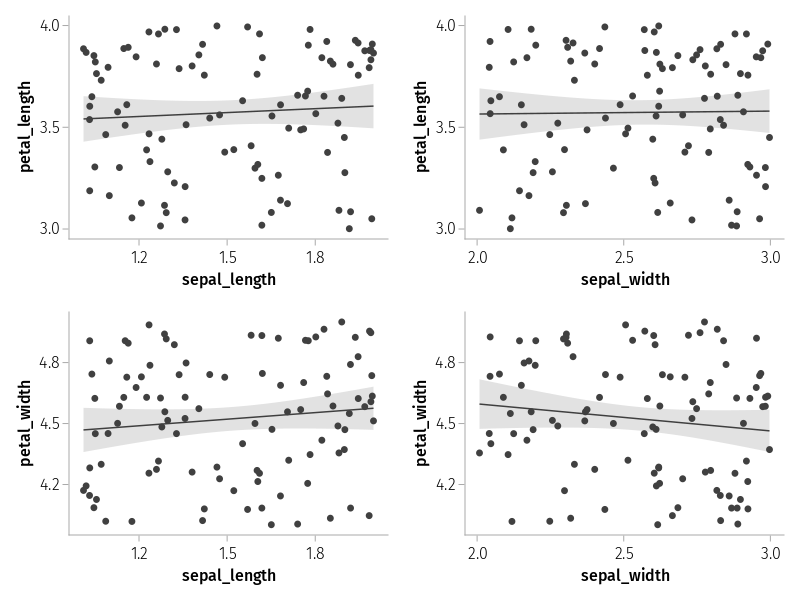 4.0
3.5
3.0
petal_length
1.2 1.5 1.8
sepal_length
4.0
3.5
3.0
petal_length
2.0 2.5 3.0
sepal_width
4.8
4.5
4.2
petal_width
1.2 1.5 1.8
sepal_length
4.8
4.5
4.2
petal_width
2.0 2.5 3.0
sepal_width